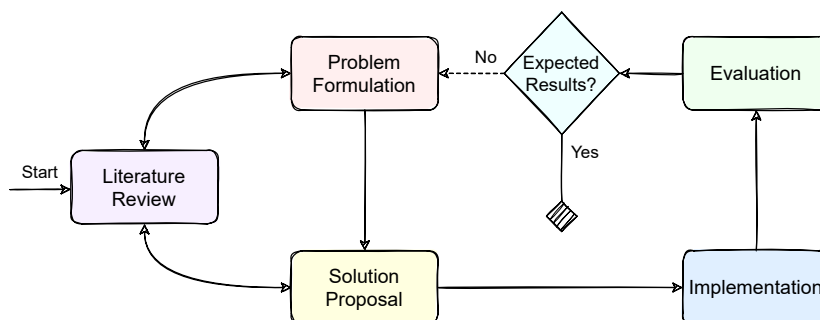 Problem
Formulation
No
Expected
Results?
Evaluation
Yes
Start
Literature
Review
Solution
Proposal
Implementation